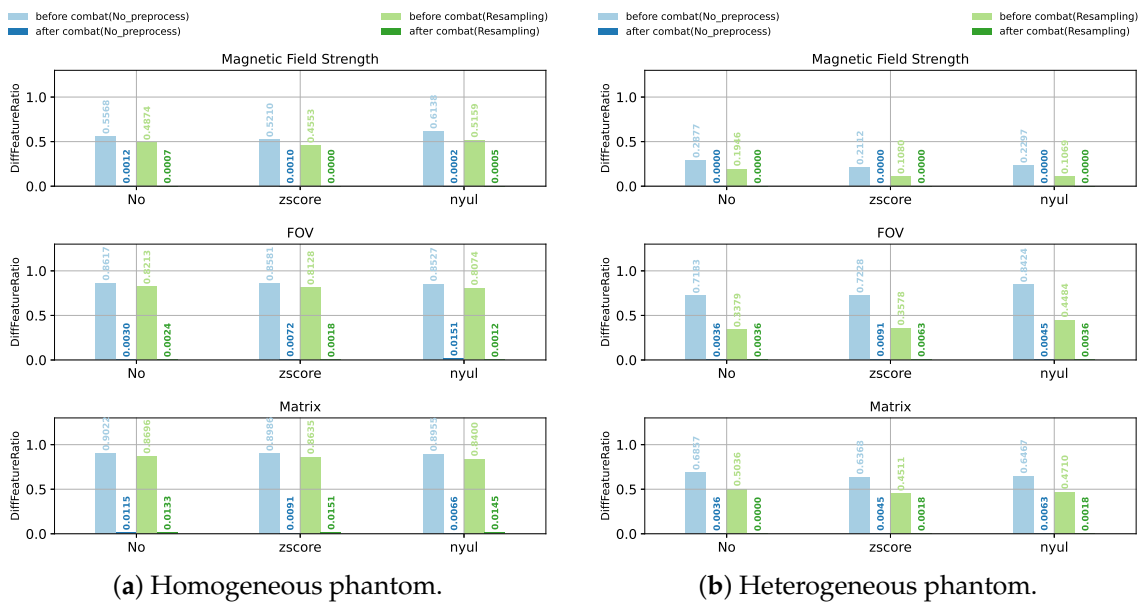 before combat(No_preprocess) before combat(Resampling) before combat(No_preprocess) before combat(Resampling)
after combat(No_preprocess) after combat(Resampling) after combat(No_preprocess) after combat(Resampling)
Magnetic Field Strength
DiffFeatureRatio
1.0
0.5
0.0
0.5568 0.0012 0.4874 0.0007
0.5210 0.0010 0.4553 0.0000
0.6138 0.0002 0.5159 0.0005
No zscore nyul
FOV
DiffFeatureRatio
1.0
0.5
0.0
0.8617 0.0030 0.8213 0.0024
0.8581 0.0072 0.8128 0.0018
0.8527 0.0151 0.8074 0.0012
No zscore nyul
Matrix
DiffFeatureRatio
1.0
0.5
0.0
0.9022 0.0115 0.8696 0.0133
0.8986 0.0091 0.8635 0.0151
0.8955 0.0066 0.8400 0.0145
No zscore nyul
(a) Homogeneous phantom.
Magnetic Field Strength
DiffFeatureRatio
1.0
0.5
0.0
0.2877 0.0000 0.1946 0.0000
0.2112 0.0000 0.1080 0.0000
0.2297 0.0000 0.1069 0.0000
No zscore nyul
FOV
DiffFeatureRatio
1.0
0.5
0.0
0.7183 0.0036 0.3379 0.0036
0.7228 0.0091 0.3578 0.0063
0.8424 0.0045 0.4484 0.0036
No zscore nyul
Matrix
DiffFeatureRatio
1.0
0.5
0.0
0.6857 0.0036 0.5036 0.0000
0.6363 0.0045 0.4511 0.0018
0.6467 0.0063 0.4710 0.0018
No zscore nyul
(b) Heterogeneous phantom.